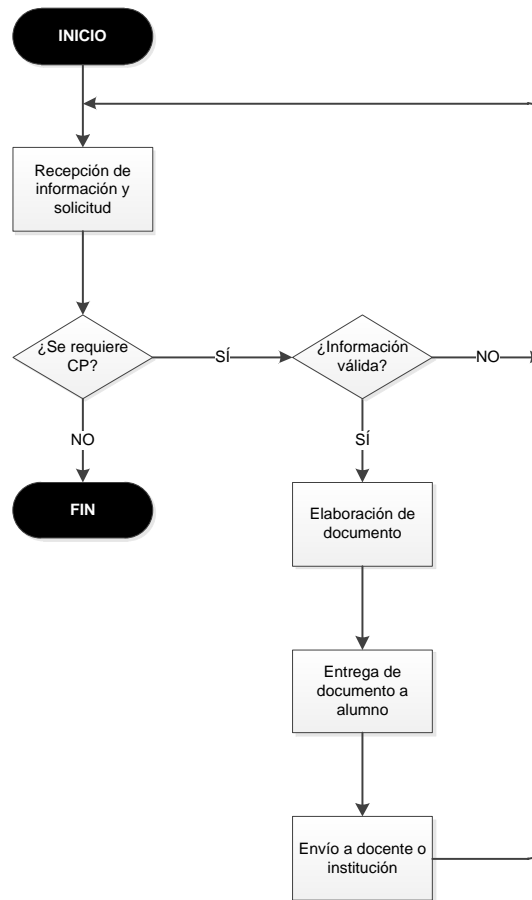 INICIO
Recepción de
información y
solicitud
¿Se requiere
CP?
SÍ
¿Información
válida?
NO
NO
SÍ
FIN
Elaboración de
documento
Entrega de
documento a
alumno
Envío a docente o
institución